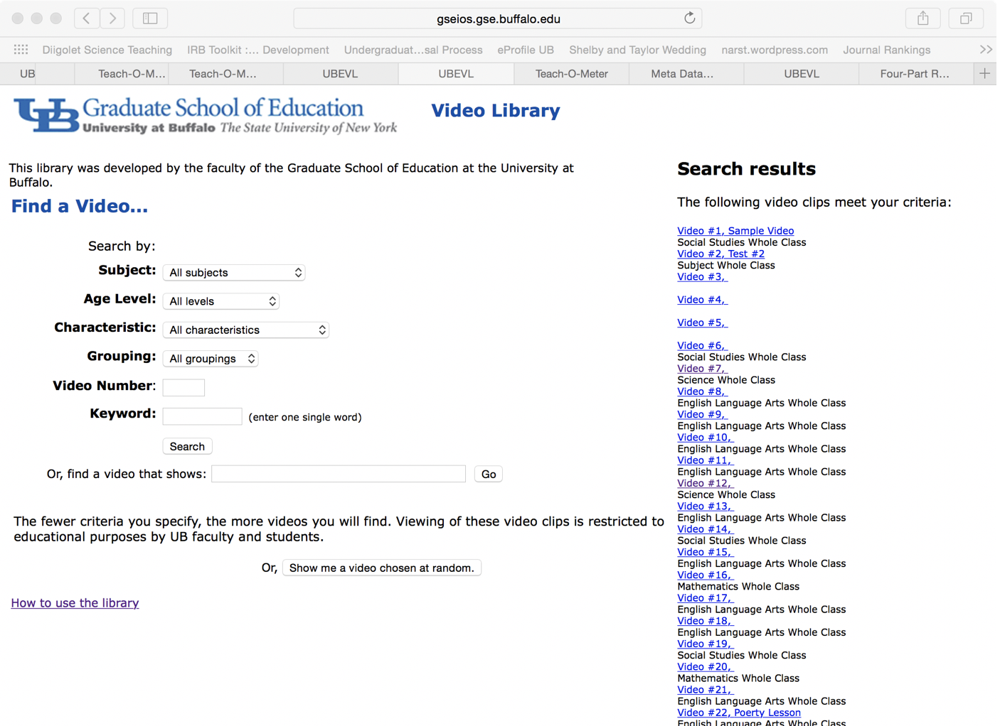 gseios.gse.buffalo.edu
Diigolet Science Teaching IRB Toolkit :... Development Undergraduat...sal Process eProfile UB Shelby and Taylor Wedding narst.wordpress.com Journal Rankings
UB Teach-O-M... Teach-O-M... UBEVL UBEVL Teach-O-Meter Meta Data... UBEVL Four-Part R...
UB Graduate School of Education
University at Buffalo The State University of New York
Video Library
This library was developed by the faculty of the Graduate School of Education at the University at
Buffalo.
Find a Video...
Search by:
Subject: All subjects
Age Level: All levels
Characteristic: All characteristics
Grouping: All groupings
Video Number:
Keyword: (enter one single word)
Search
Or, find a video that shows: Go
The fewer criteria you specify, the more videos you will find. Viewing of these video clips is restricted to
educational purposes by UB faculty and students.
Or, Show me a video chosen at random.
How to use the library
Search results
The following video clips meet your criteria:
Video #1, Sample Video
Social Studies Whole Class
Video #2, Test #2
Subject Whole Class
Video #3,
Video #4,
Video #5,
Video #6,
Social Studies Whole Class
Video #7,
Science Whole Class
Video #8,
English Language Arts Whole Class
Video #9,
English Language Arts Whole Class
Video #10,
English Language Arts Whole Class
Video #11,
English Language Arts Whole Class
Video #12,
Science Whole Class
Video #13,
English Language Arts Whole Class
Video #14,
Social Studies Whole Class
Video #15,
English Language Arts Whole Class
Video #16,
Mathematics Whole Class
Video #17,
English Language Arts Whole Class
Video #18,
English Language Arts Whole Class
Video #19,
Social Studies Whole Class
Video #20,
Mathematics Whole Class
Video #21,
English Language Arts Whole Class
Video #22, Poerty Lesson
English Language Arts Whole Class